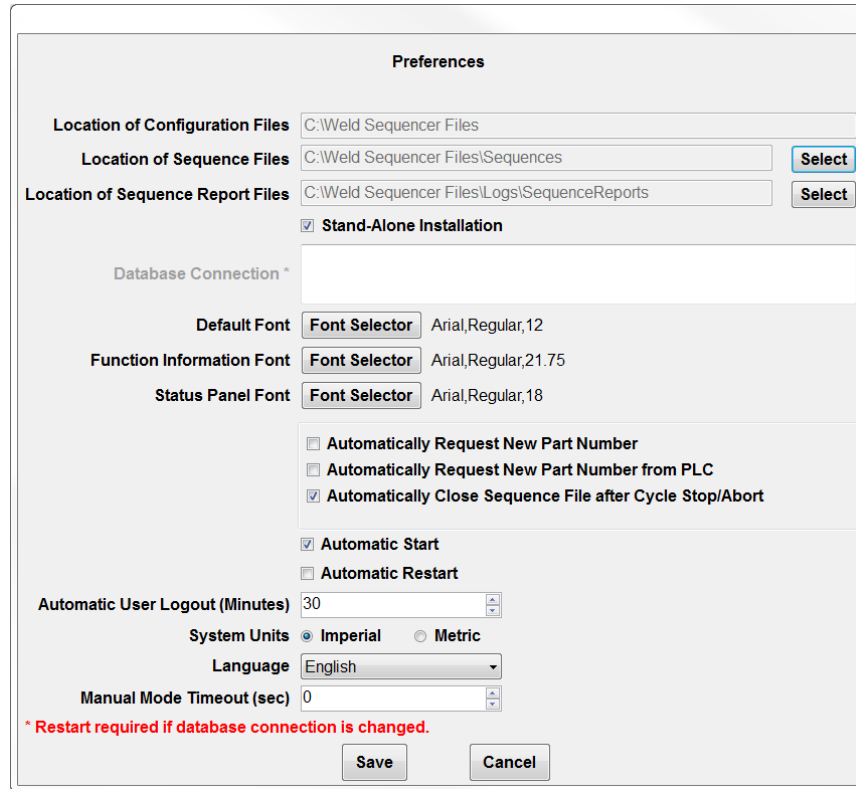 Preferences
Location of Configuration Files C:\Weld Sequencer Files
Location of Sequence Files C:\Weld Sequencer Files\Sequences Select
Location of Sequence Report Files C:\Weld Sequencer Files\Logs\SequenceReports Select
Stand-Alone Installation
Database Connection *
Default Font Font Selector Arial,Regular,12
Function Information Font Font Selector Arial,Regular,21.75
Status Panel Font Font Selector Arial,Regular,18
Automatically Request New Part Number
Automatically Request New Part Number from PLC
Automatically Close Sequence File after Cycle Stop/Abort
Automatic Start
Automatic Restart
Automatic User Logout (Minutes) 30
System Units Imperial Metric
Language English
Manual Mode Timeout (sec) 0
* Restart required if database connection is changed.
Save Cancel